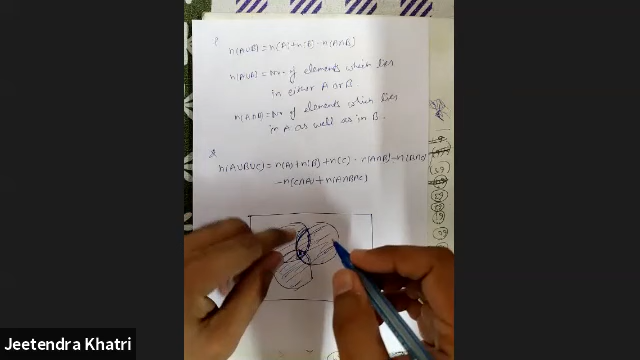 n(A∪B) = n(A)+n(B) - n(A∩B)
n(A∪B) = No. of elements which lies
in either A or B
n(A∩B) = No. of elements which lies
in A as well as in B.
n(A∪B∪C) = n(A)+n(B)+n(C) - n(A∩B) - n(B∩C)
- n(C∩A) + n(A∩B∩C)
Jeetendra Khatri